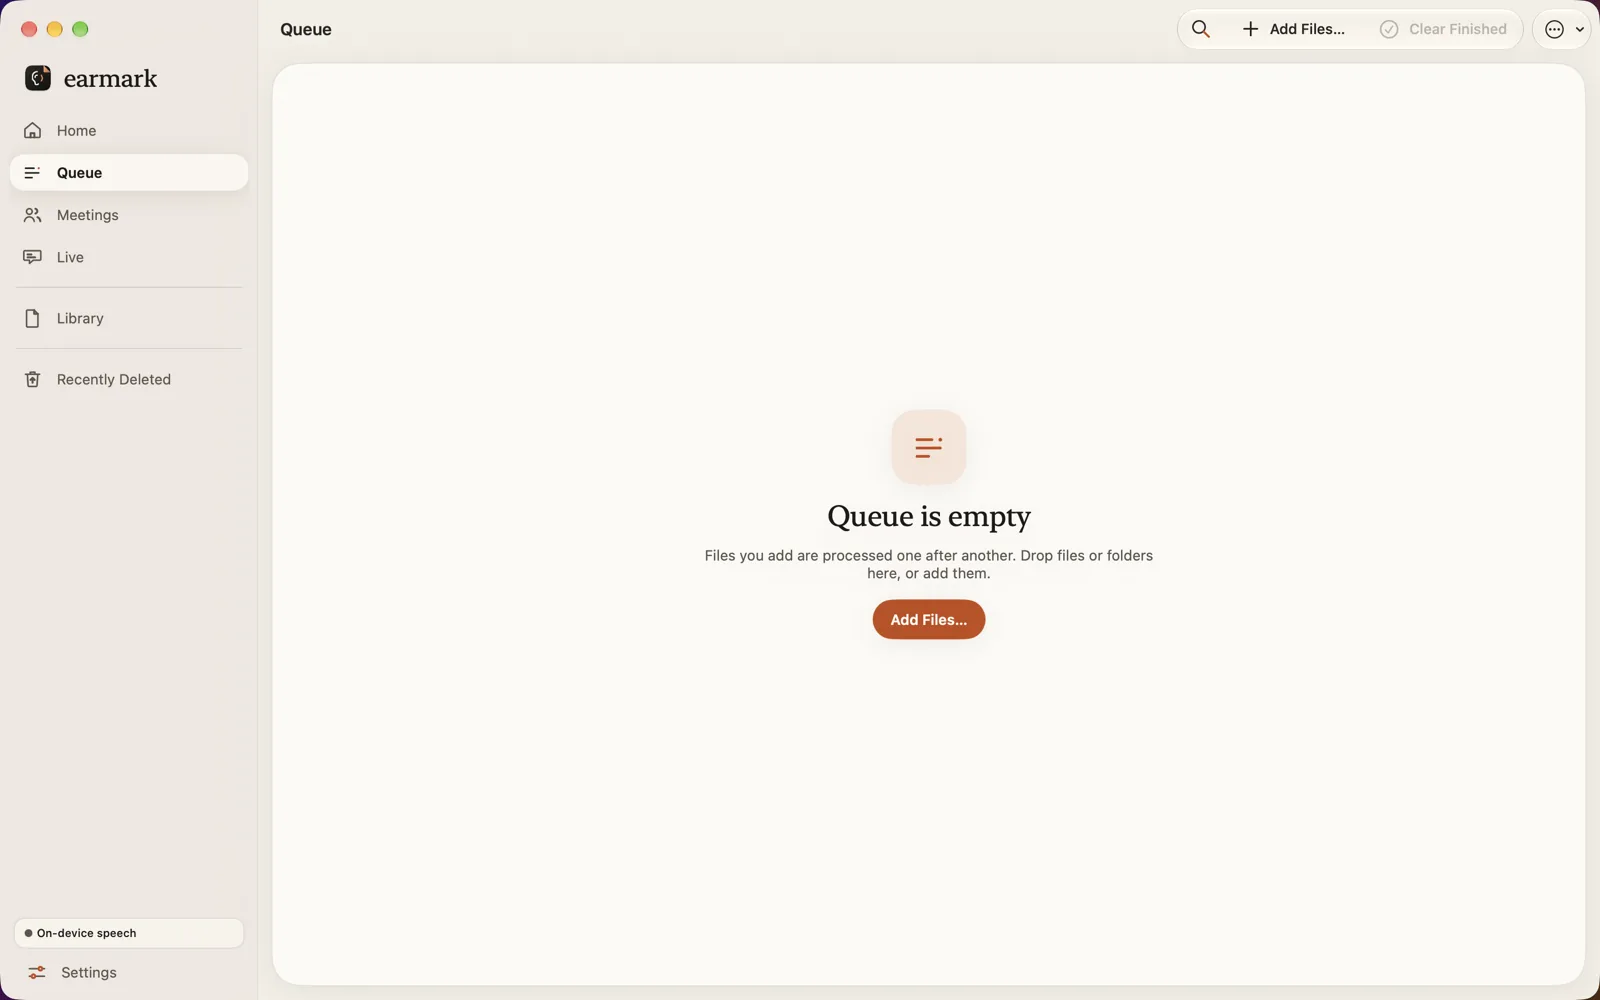 Queue
Add Files...
Clear Finished
earmark
Home
Queue
Meetings
Live
Library
Recently Deleted
Queue is empty
Files you add are processed one after another. Drop files or folders
here, or add them.
Add Files...
On-device speech
Settings